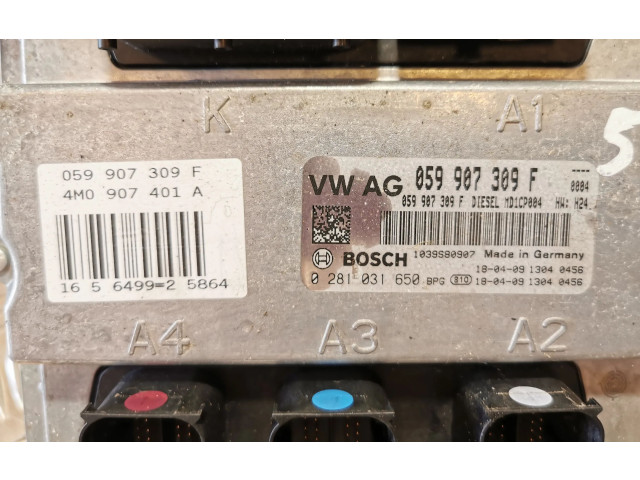 K
A1
5
059 907 309 F
4M0 907 401 A
16 5 6499=2 5864
VW AG 059 907 309 F
0004
059 907 309 F DIESEL MD1CP004 HW: H24
BOSCH
1039S80907 Made in Germany
18-04-09 1304 0456
0 281 031 650 BPG 810 18-04-09 1304 0456
A4
A3
A2